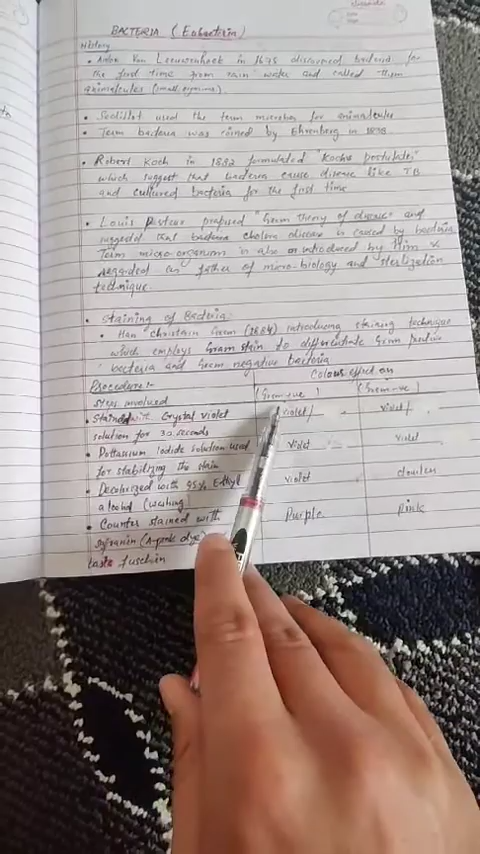 BACTERIA (Eubacteria)
History
• Anton Van Leeuwenhoek in 1675 discovered bacteria for
the first time from rain water and called them
animalcules (small organisms).
• Sedillot used the term microbes for animalcules
• Term bacteria was coined by Ehrenberg in 1838.
• Robert Koch in 1882 formulated "Kochs postulates"
which suggest that bacteria cause disease like TB
and cultured bacteria for the first time
• Louis Pasteur proposed "Germ theory of disease" and
suggested that bacteria cholera disease is caused by bacteria
Term micro-organism is also introduced by Him &
regarded as father of micro-biology and sterilization
technique.
• Staining of Bacteria:
• Han Christain Gram (1884) introducing staining technique
which employs Gram stain to differentiate Gram positive
bacteria and Gram negative bacteria
Procedure:- Colour effect on
steps involved (Gram +ve) (Gram -ve)
• Stained with Crystal violet violet violet
solution for 30 seconds
• Pottassium Iodide solution used violet violet
for stabilizing the stain
• Decolorized with 95% Ethyl violet
alcohol (washing)
• Counter stained with Purple Pink
safranin dye)
fuschin